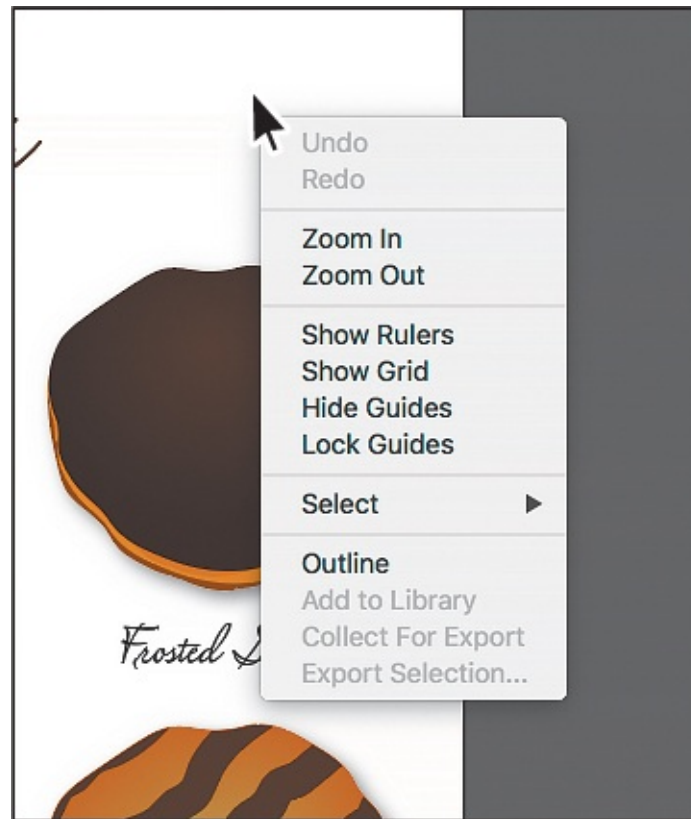 Undo
Redo
Zoom In
Zoom Out
Show Rulers
Show Grid
Hide Guides
Lock Guides
Select
Outline
Add to Library
Collect For Export
Export Selection...
Frosted